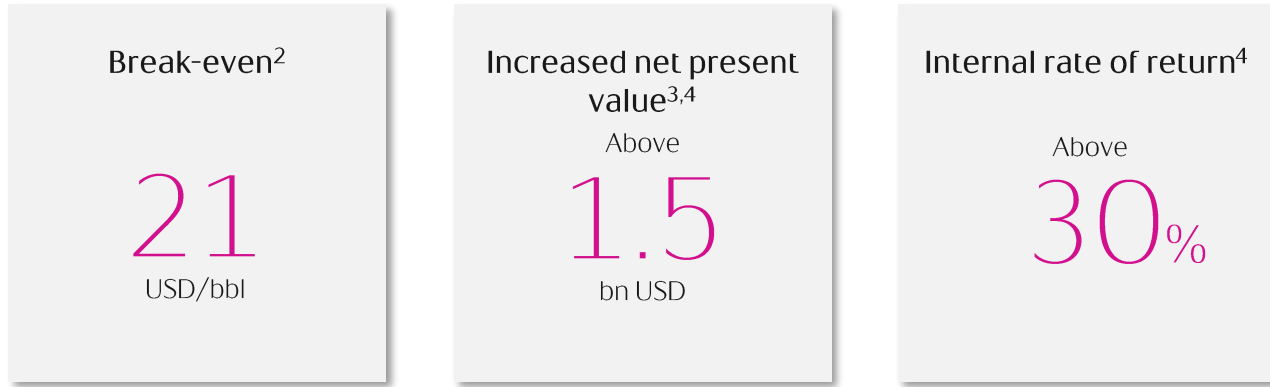 Break-even²
21
USD/bbl
Increased net present
value³,⁴
Above
1.5
bn USD
Internal rate of return⁴
Above
30%